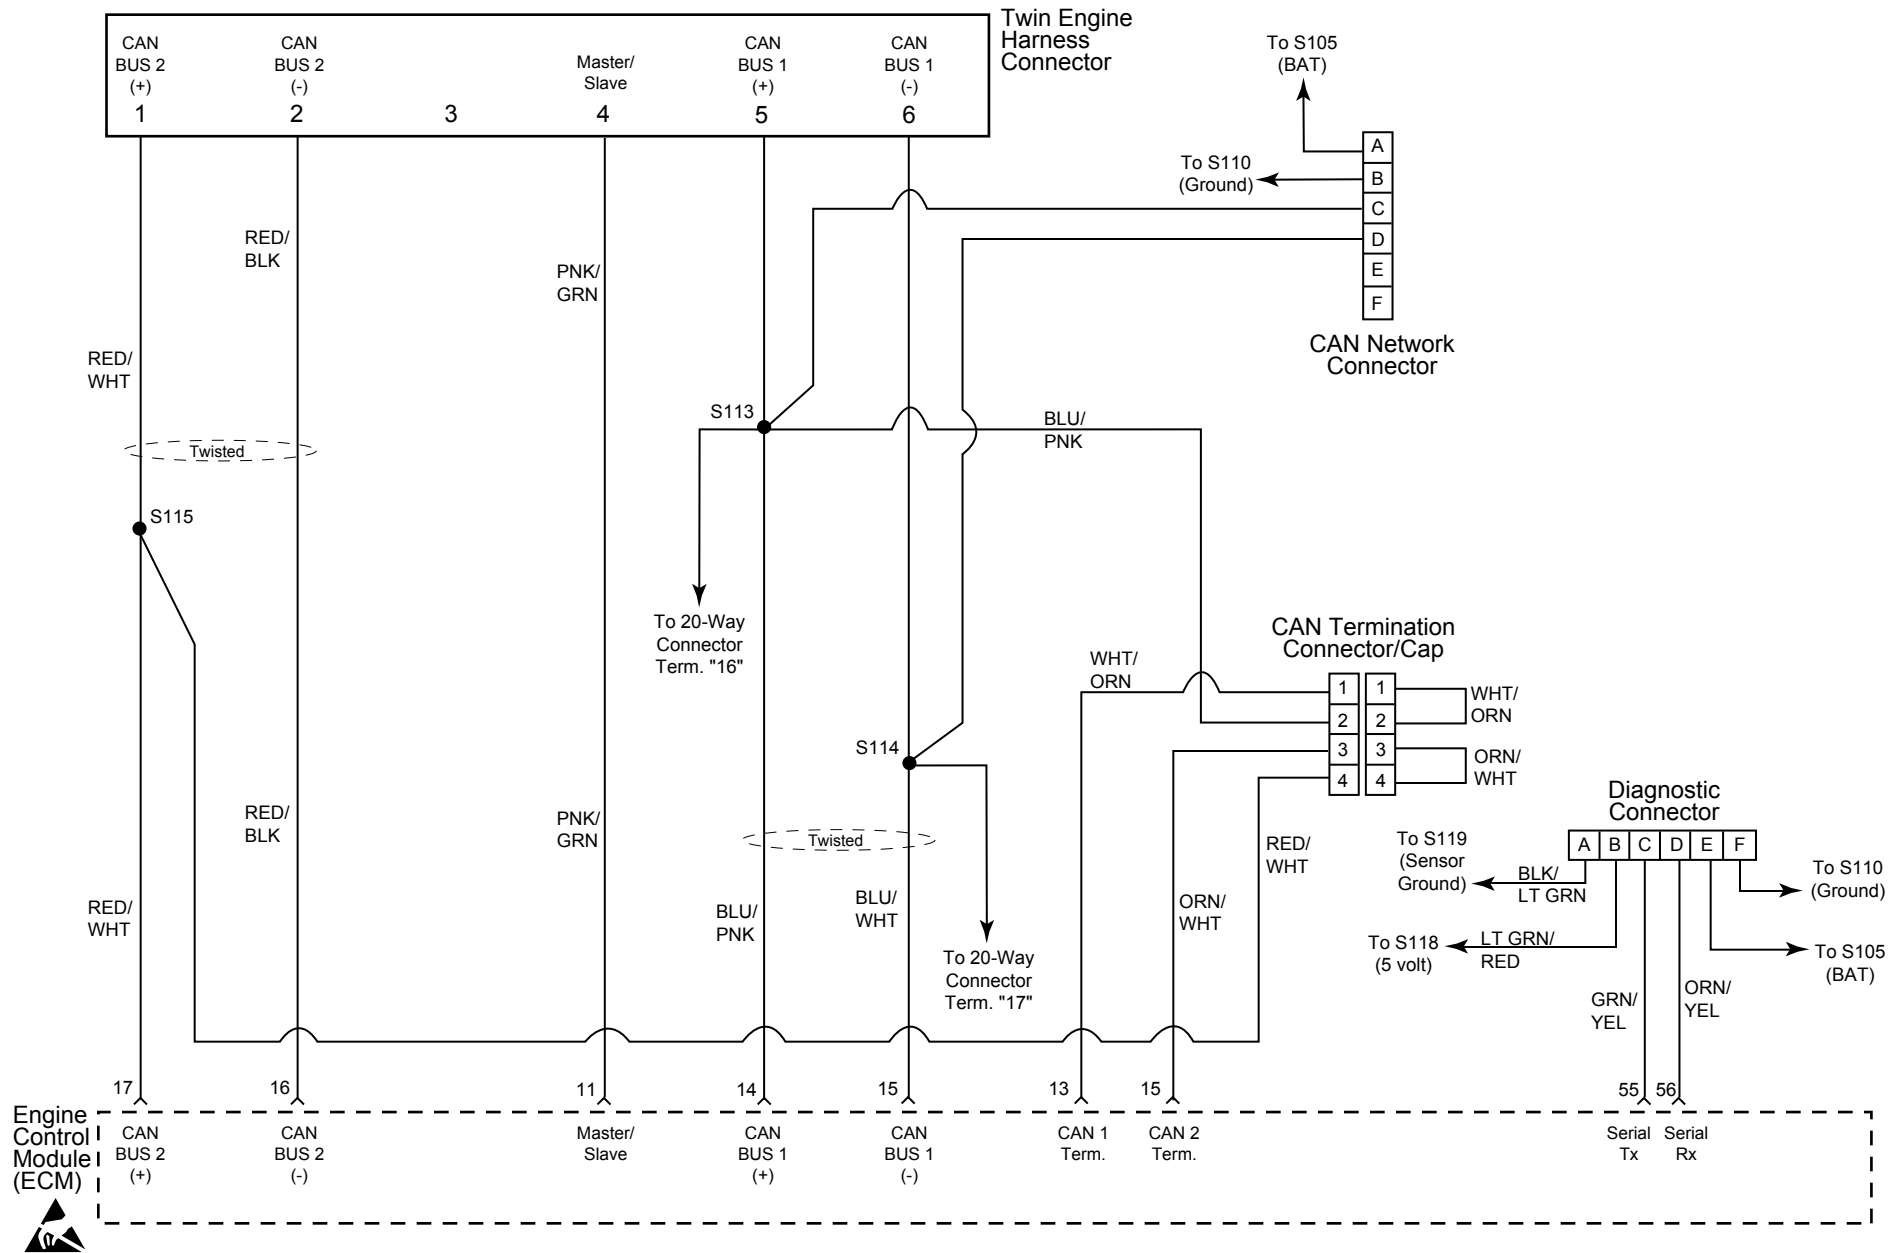 Twin Engine
Harness
Connector
CAN
BUS 2
(+)
1
CAN
BUS 2
(-)
2
3
Master/
Slave
4
CAN
BUS 1
(+)
5
CAN
BUS 1
(-)
6
To S105
(BAT)
To S110
(Ground)
A
B
C
D
E
F
CAN Network
Connector
RED/
BLK
PNK/
GRN
RED/
WHT
Twisted
S115
S113
BLU/
PNK
To 20-Way
Connector
Term. "16"
CAN Termination
Connector/Cap
WHT/
ORN
1 1
2 2
3 3
4 4
WHT/
ORN
ORN/
WHT
S114
RED/
BLK
PNK/
GRN
Twisted
RED/
WHT
BLU/
PNK
BLU/
WHT
To 20-Way
Connector
Term. "17"
ORN/
WHT
RED/
WHT
Diagnostic
Connector
A B C D E F
To S119
(Sensor
Ground)
BLK/
LT GRN
To S110
(Ground)
To S118
(5 volt)
LT GRN/
RED
To S105
(BAT)
GRN/
YEL
ORN/
YEL
17
16
11
14
15
13
15
55
56
Engine
Control
Module
(ECM)
CAN
BUS 2
(+)
CAN
BUS 2
(-)
Master/
Slave
CAN
BUS 1
(+)
CAN
BUS 1
(-)
CAN 1
Term.
CAN 2
Term.
Serial
Tx
Serial
Rx